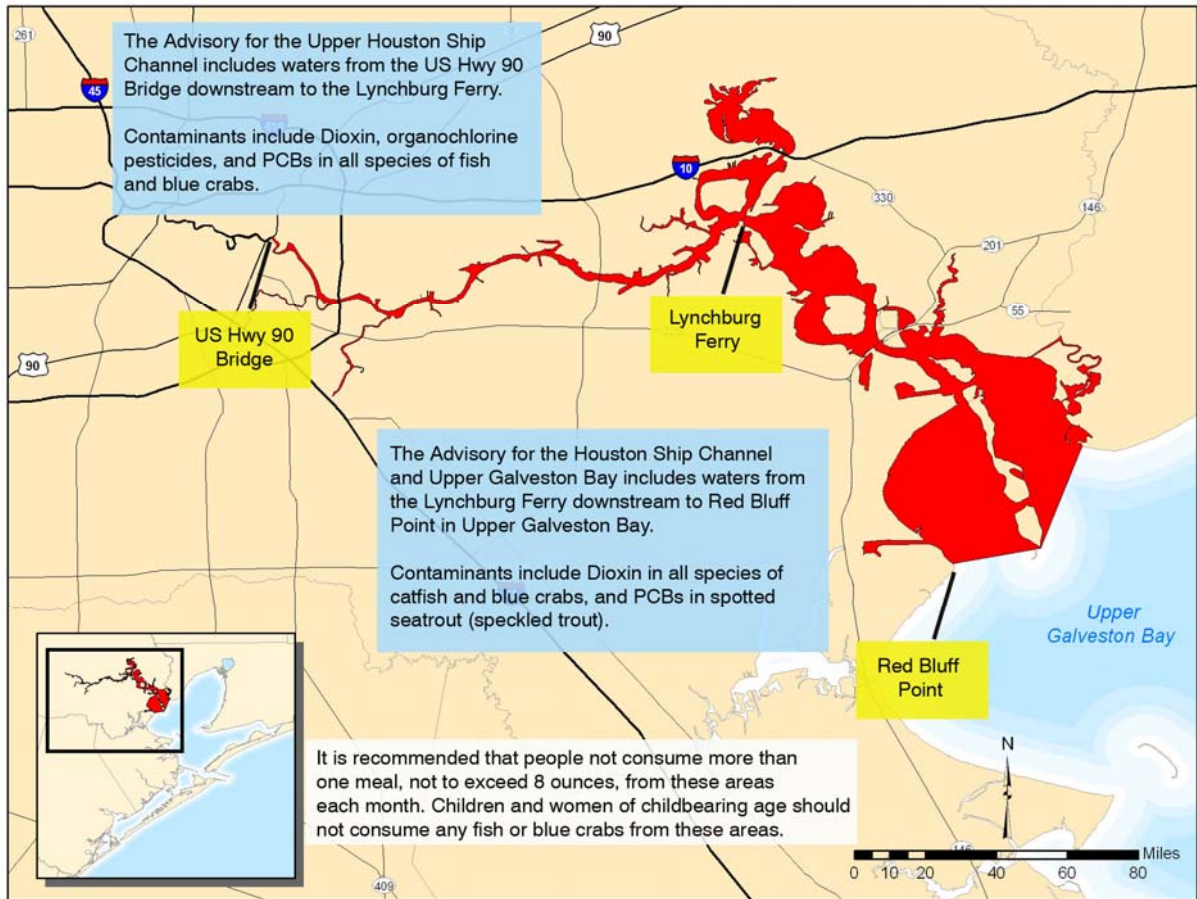 261
90
The Advisory for the Upper Houston Ship
Channel includes waters from the US Hwy 90
Bridge downstream to the Lynchburg Ferry.
45
Contaminants include Dioxin, organochlorine
pesticides, and PCBs in all species of fish
and blue crabs.
10
330
146
201
55
US Hwy 90
Bridge
Lynchburg
Ferry
90
The Advisory for the Houston Ship Channel
and Upper Galveston Bay includes waters from
the Lynchburg Ferry downstream to Red Bluff
Point in Upper Galveston Bay.
Contaminants include Dioxin in all species of
catfish and blue crabs, and PCBs in spotted
seatrout (speckled trout).
Upper
Galveston Bay
Red Bluff
Point
It is recommended that people not consume more than
one meal, not to exceed 8 ounces, from these areas
each month. Children and women of childbearing age should
not consume any fish or blue crabs from these areas.
N
146
Miles
0 10 20 40 60 80
409